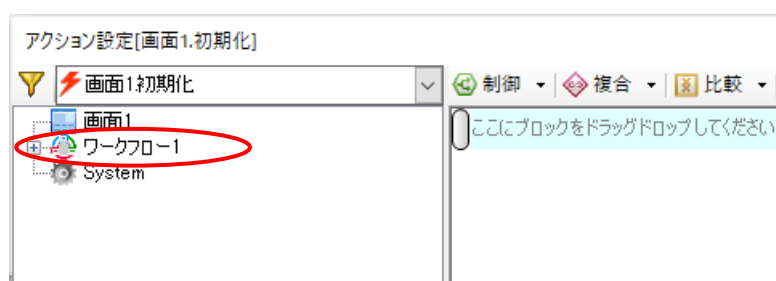 アクション設定[画面1.初期化]
画面1.初期化 制御 複合 比較
画面1
ワークフロー1
System
ここにブロックをドラッグドロップしてください